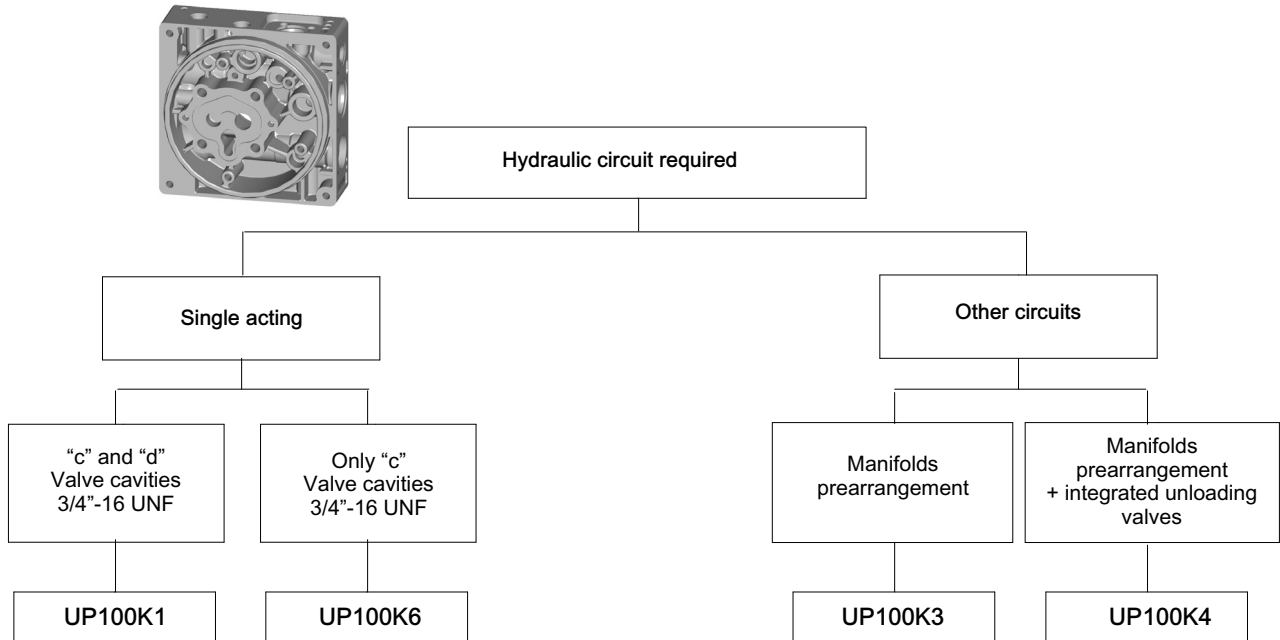 Hydraulic circuit required
Single acting
Other circuits
“c” and “d”
Valve cavities
3/4”-16 UNF
Only “c”
Valve cavities
3/4”-16 UNF
Manifolds
prearrangement
Manifolds
prearrangement
+ integrated unloading
valves
UP100K1
UP100K6
UP100K3
UP100K4